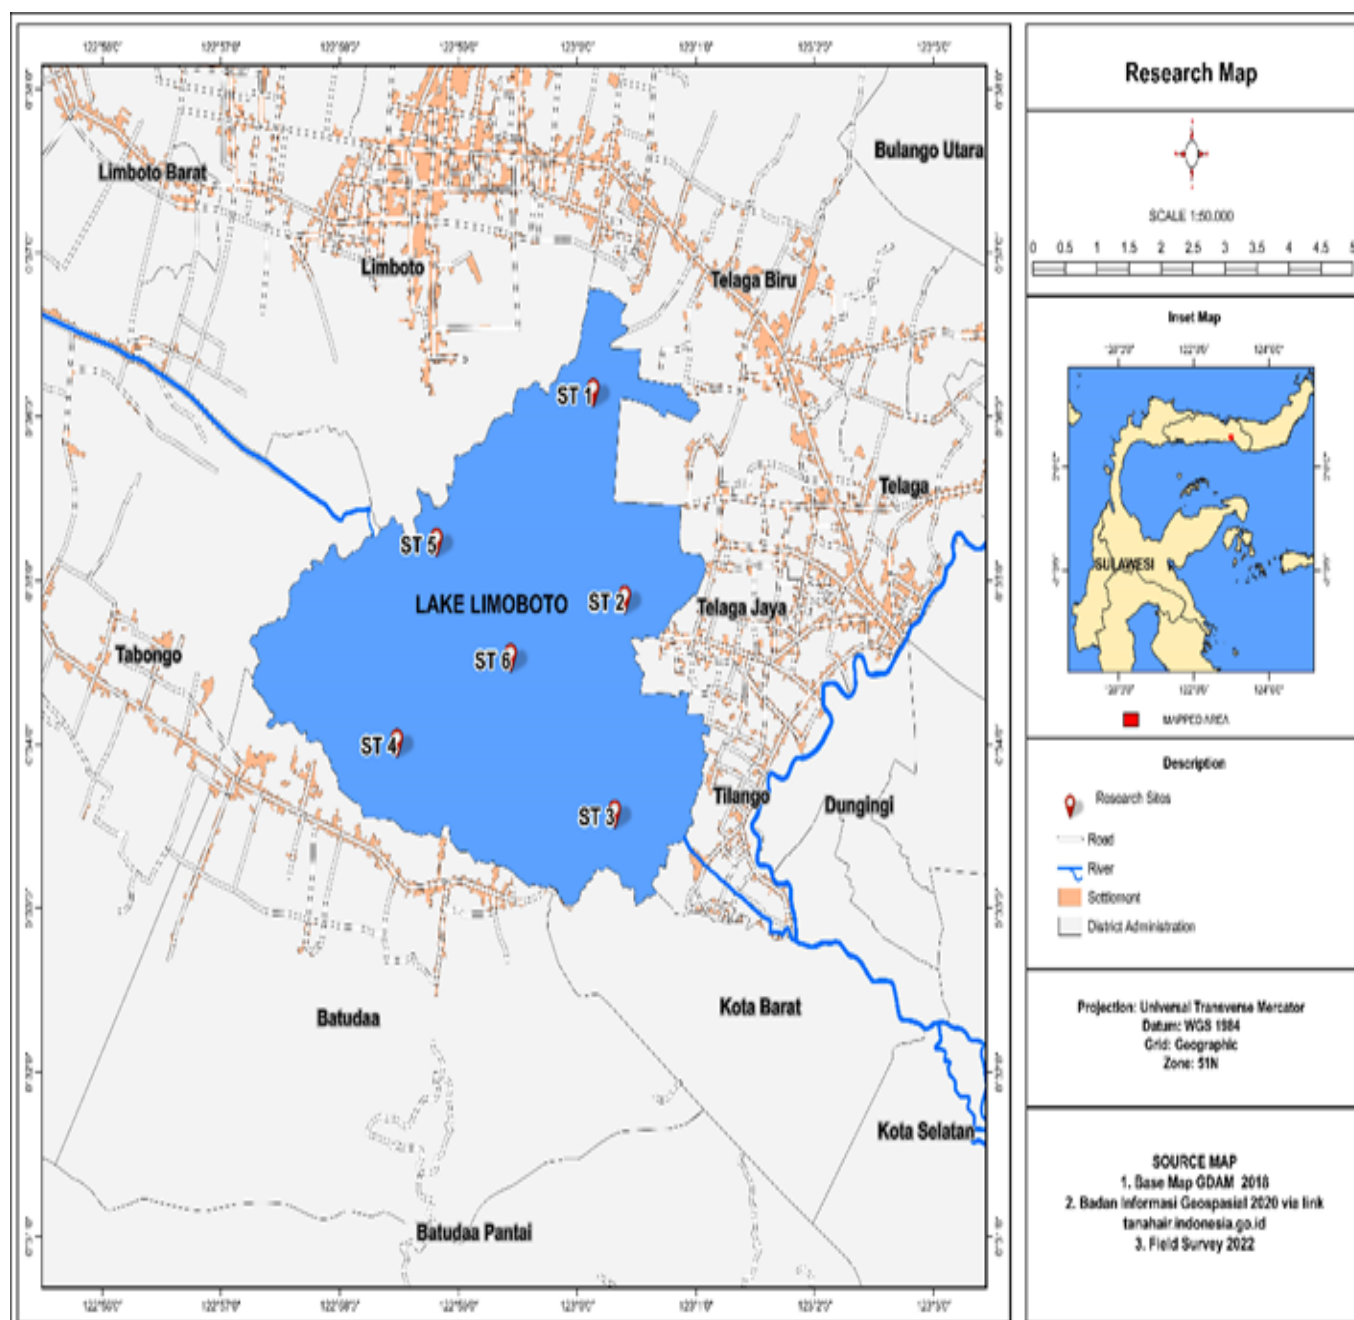 Research Map
SCALE 1:50.000
0 0.5 1 1.5 2 2.5 3 3.5 4 4.5 5
Inset Map
SULAWESI
MAPPED AREA
Description
Research Sites
Road
River
Settlement
District Administration
Projection: Universal Transverse Mercator
Datum: WGS 1984
Grid: Geographic
Zone: 51N
SOURCE MAP
1. Base Map GDAM 2018
2. Badan Informasi Geospasial 2020 via link
tanahair.indonesia.go.id
3. Field Survey 2022
Bulango Utara
Limboto Barat
Limboto
Telaga Biru
ST 1
Telaga
ST 5
LAKE LIMOBOTO
ST 2
Telaga Jaya
Tabongo
ST 6
ST 4
Tilango
Dungingi
ST 3
Batudaa
Kota Barat
Kota Selatan
Batudaa Pantai